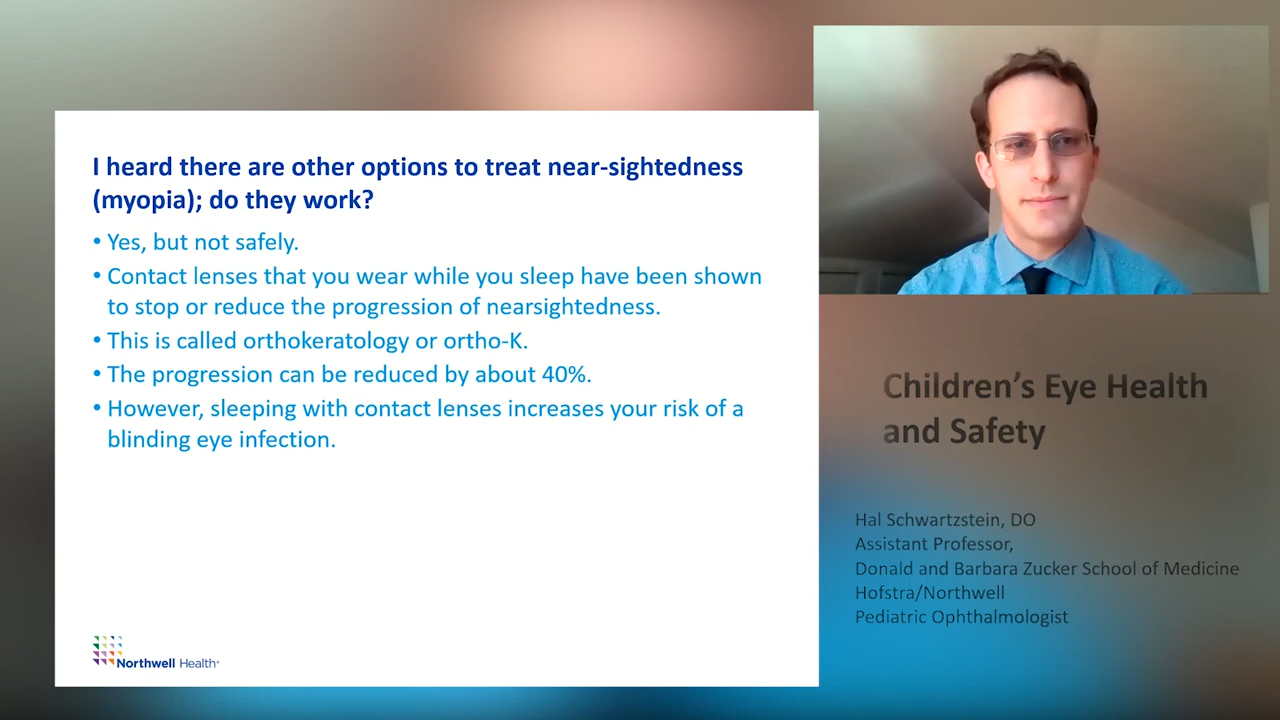 I heard there are other options to treat near-sightedness
(myopia); do they work?
• Yes, but not safely.
• Contact lenses that you wear while you sleep have been shown
to stop or reduce the progression of nearsightedness.
• This is called orthokeratology or ortho-K.
• The progression can be reduced by about 40%.
• However, sleeping with contact lenses increases your risk of a
blinding eye infection.
Northwell Health
Children’s Eye Health
and Safety
Hal Schwartzstein, DO
Assistant Professor,
Donald and Barbara Zucker School of Medicine
Hofstra/Northwell
Pediatric Ophthalmologist